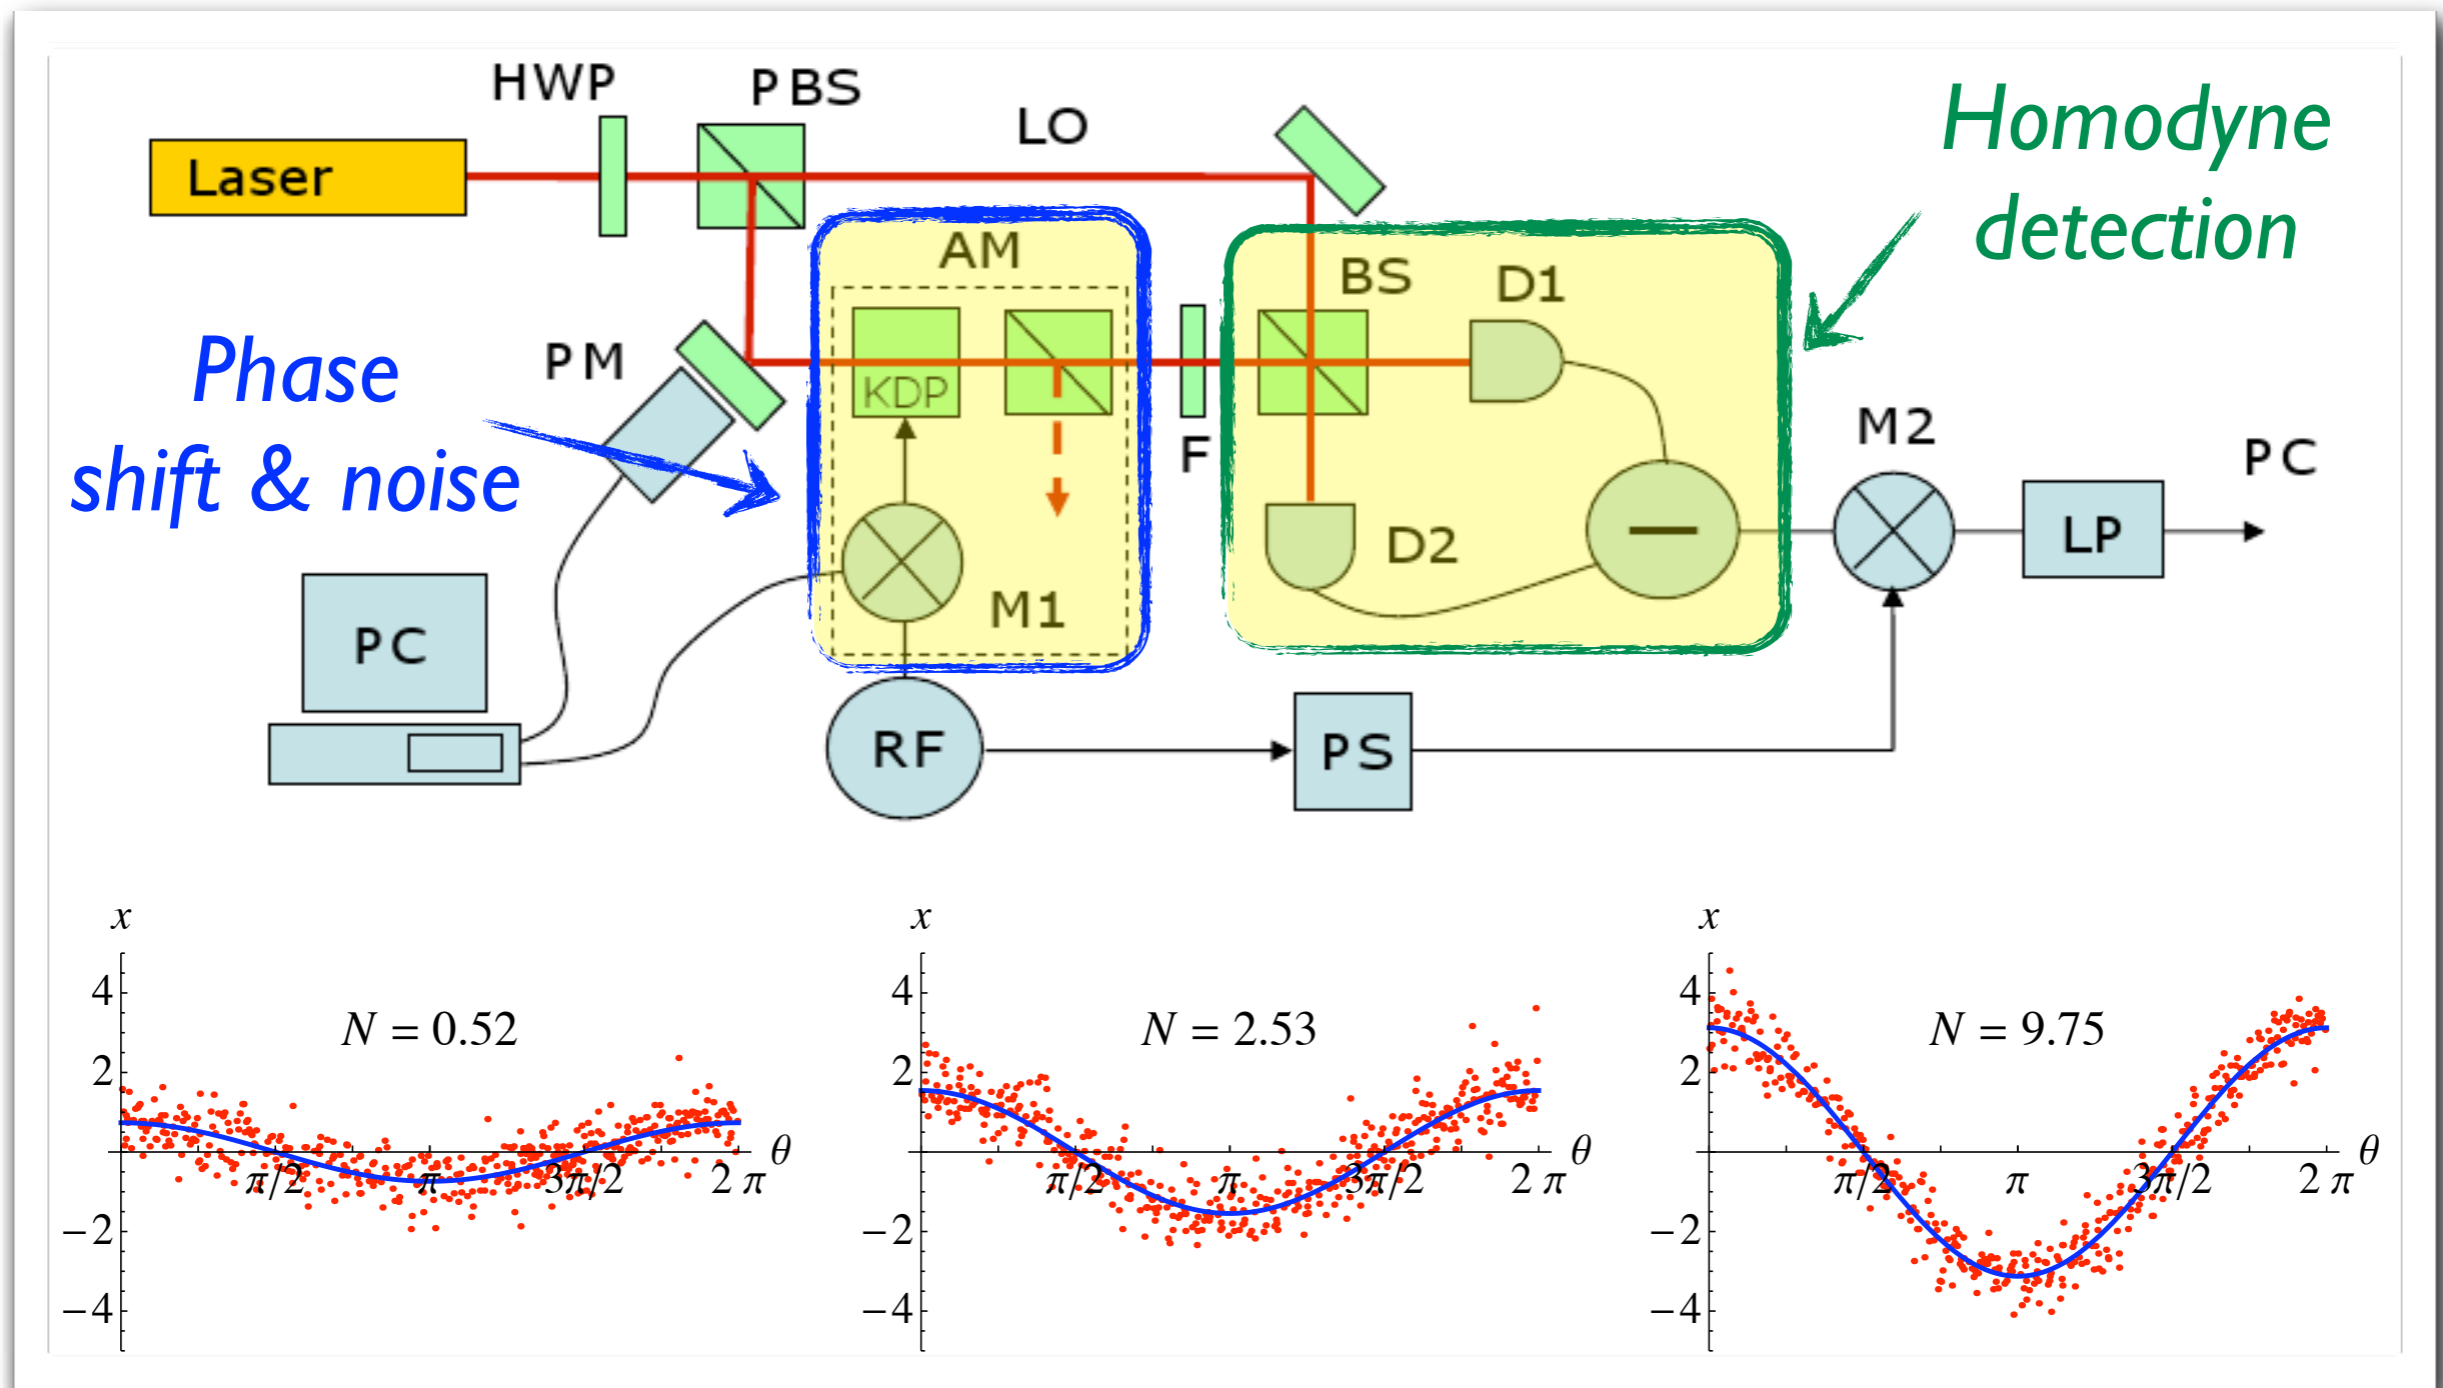 HWP
PBS
LO
Homodyne
detection
Laser
AM
BS
D1
PM
Phase
shift & noise
KDP
F
M2
PC
D2
LP
M1
PC
RF
PS
x
4
2
−2
−4
N = 0.52
π/2
π
3π/2
2 π
θ
x
4
2
−2
−4
N = 2.53
π/2
π
3π/2
2 π
θ
x
4
2
−2
−4
N = 9.75
π/2
π
3π/2
2 π
θ